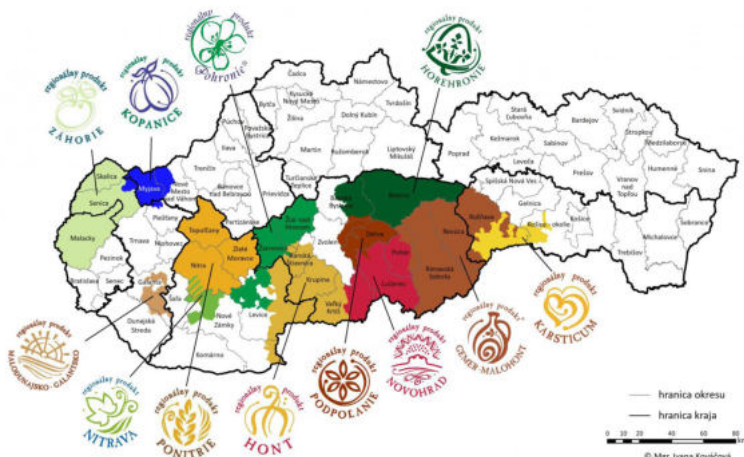 regionálny produkt
ZÁHORIE
regionálny produkt
KOPANICE
regionálny produkt
Pohronie
regionálny produkt
HOREHRONIE
Čadca
Námestovo
Kysucké
Nové Mesto
Tvrdošín
Bytča
Žilina
Dolný Kubín
Púchov
Považská
Bystrica
Ilava
Martin
Ružomberok
Liptovský
Mikuláš
Trenčín
Turčianske
Teplice
Prievidza
Bánovce
nad Bebravou
Nové
Mesto
nad Váhom
Partizánske
Stará
Ľubovňa
Bardejov
Svidník
Stropkov
Medzilaborce
Kežmarok
Sabinov
Poprad
Levoča
Prešov
Vranov
nad
Topľou
Humenné
Snina
Spišská Nová Ves
Gelnica
Košice
Košice - okolie
Michalovce
Sobrance
Trebišov
Rožňava
Revúca
Rimavská
Sobota
Brezno
Banská
Bystrica
Detva
Zvolen
Poltár
Lučenec
Krupina
Veľký
Krtíš
Banská
Štiavnica
Žiar nad
Hronom
Žarnovica
Skalica
Senica
Myjava
Malacky
Piešťany
Trnava
Hlohovec
Pezinok
Bratislava
Senec
Galanta
Dunajská
Streda
Topoľčany
Nitra
Zlaté
Moravce
Šaľa
Nové
Zámky
Levice
Komárno
regionálny produkt
MALODUNAJSKO - GALANTSKO
regionálny produkt
NITRAVA
regionálny produkt
PONITRIE
regionálny produkt
HONT
regionálny produkt
PODPOĽANIE
regionálny produkt
NOVOHRAD
regionálny produkt
GEMER-MALOHONT
regionálny produkt
KARSTICUM
hranica okresu
hranica kraja
0 10 20 40 60 80
© Mgr. Ivana Kováčová